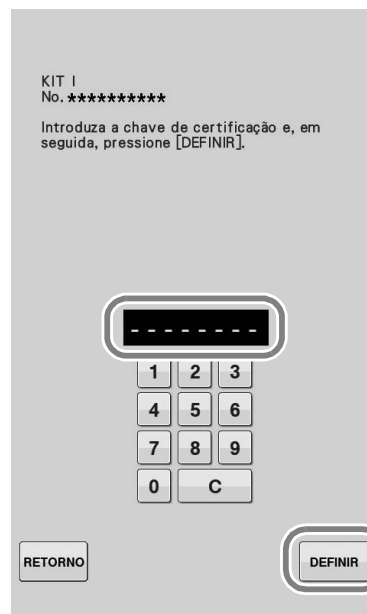 KIT I
No. **********
Introduza a chave de certificação e, em
seguida, pressione [DEFINIR].
- - - - - - - -
1 2 3
4 5 6
7 8 9
0 C
RETORNO DEFINIR